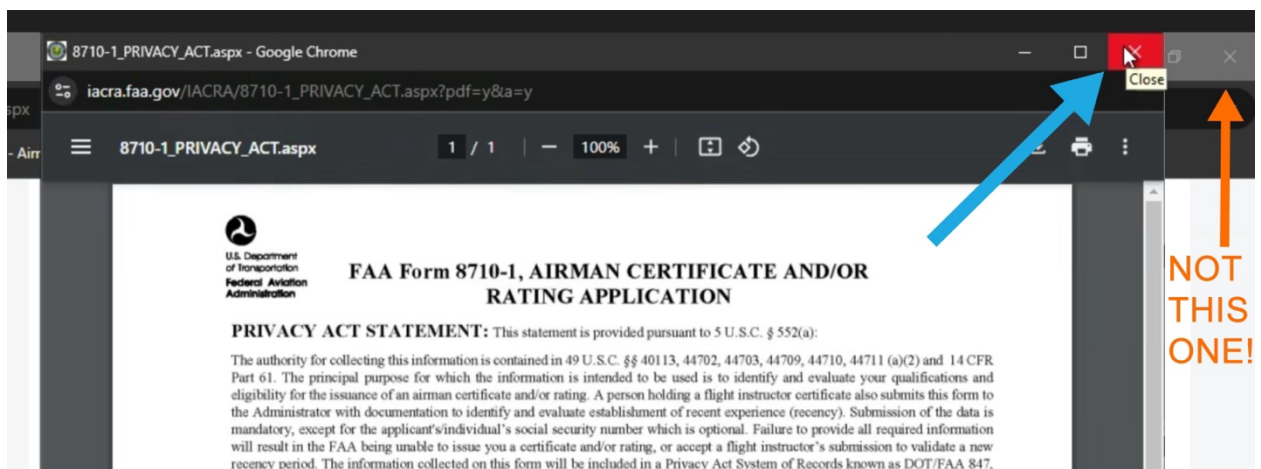 8710-1_PRIVACY_ACT.aspx - Google Chrome
Close
iacra.faa.gov/IACRA/8710-1_PRIVACY_ACT.aspx?pdf=y&a=y
spx
- Airr
8710-1_PRIVACY_ACT.aspx
1 / 1
100%
U.S. Department
of Transportation
Federal Aviation
Administration
FAA Form 8710-1, AIRMAN CERTIFICATE AND/OR
RATING APPLICATION
NOT
THIS
ONE!
PRIVACY ACT STATEMENT: This statement is provided pursuant to 5 U.S.C. § 552(a):
The authority for collecting this information is contained in 49 U.S.C. §§ 40113, 44702, 44703, 44709, 44710, 44711 (a)(2) and 14 CFR
Part 61. The principal purpose for which the information is intended to be used is to identify and evaluate your qualifications and
eligibility for the issuance of an airman certificate and/or rating. A person holding a flight instructor certificate also submits this form to
the Administrator with documentation to identify and evaluate establishment of recent experience (recency). Submission of the data is
mandatory, except for the applicant's/individual's social security number which is optional. Failure to provide all required information
will result in the FAA being unable to issue you a certificate and/or rating, or accept a flight instructor's submission to validate a new
recency period. The information collected on this form will be included in a Privacy Act System of Records known as DOT/FAA 847,